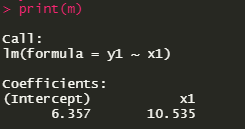 > print(m)
Call:
lm(formula = y1 ~ x1)
Coefficients:
(Intercept)           x1
      6.357       10.535